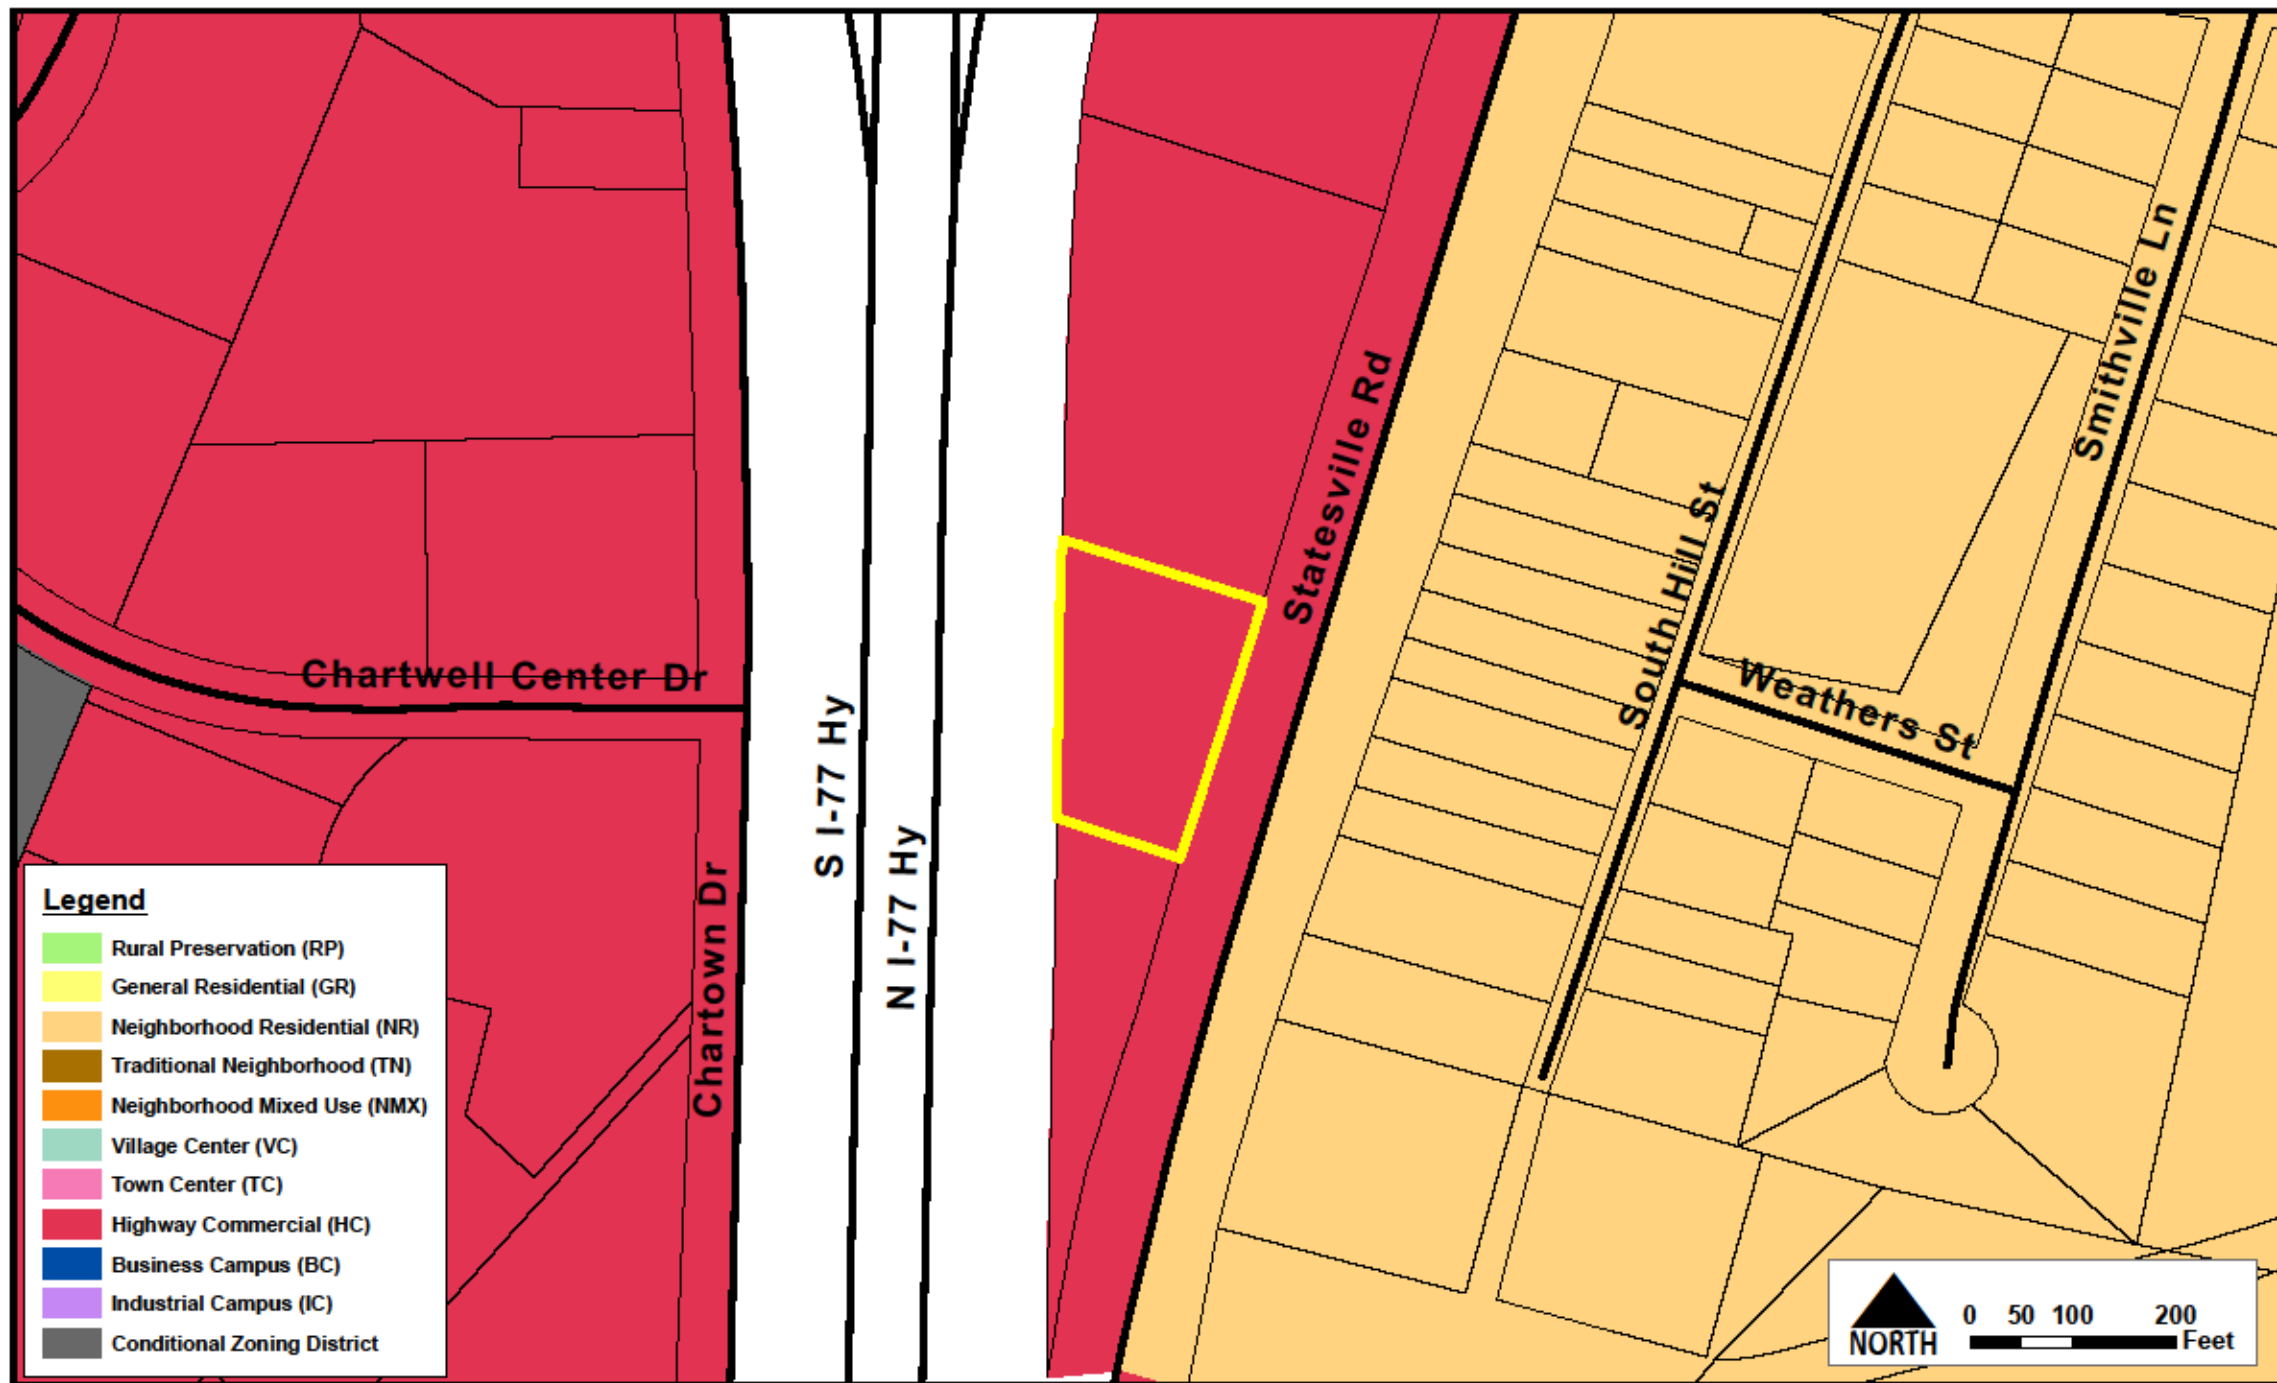 Statesville Rd
South Hill St
Smithville Ln
Weathers St
Chartwell Center Dr
S I-77 Hy
N I-77 Hy
Chartown Dr
Legend
Rural Preservation (RP)
General Residential (GR)
Neighborhood Residential (NR)
Traditional Neighborhood (TN)
Neighborhood Mixed Use (NMX)
Village Center (VC)
Town Center (TC)
Highway Commercial (HC)
Business Campus (BC)
Industrial Campus (IC)
Conditional Zoning District
NORTH
0 50 100 200
Feet